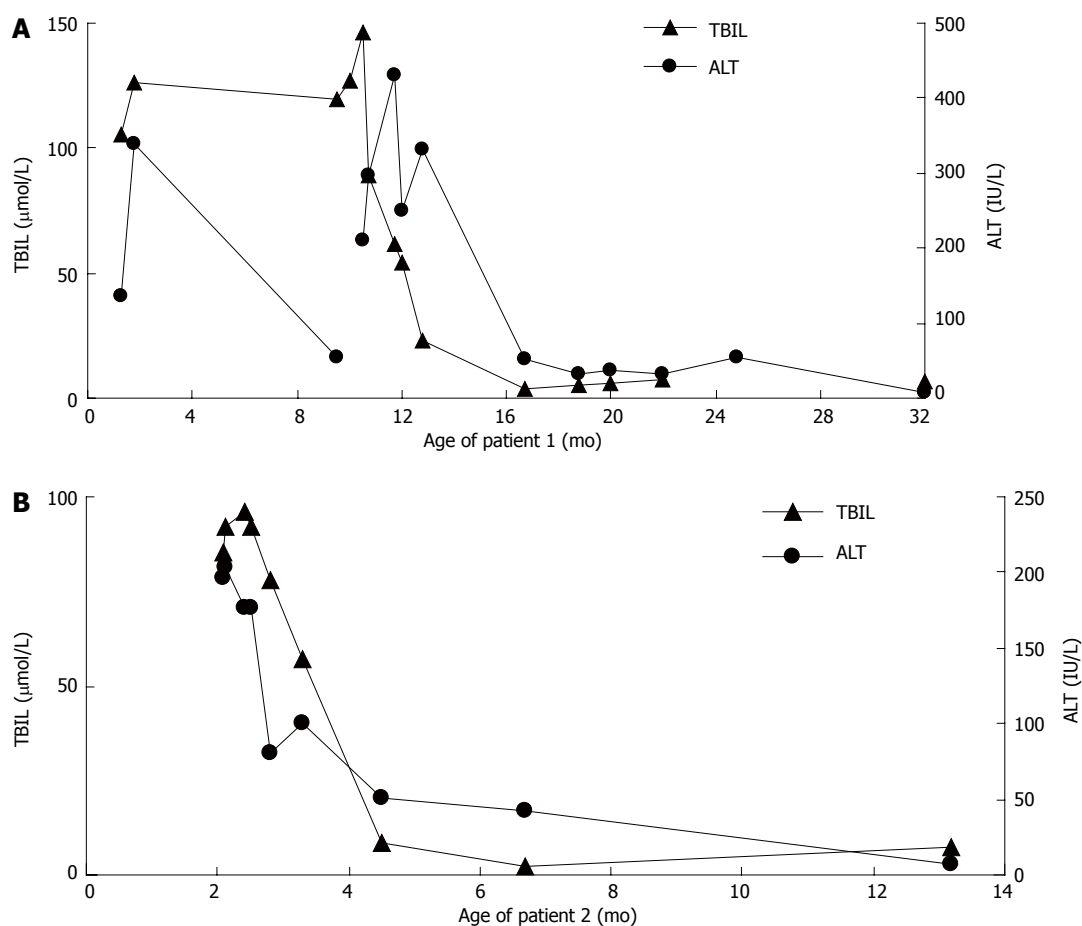 A
TBIL
ALT
150
100
50
0
TBIL (μmol/L)
500
400
300
200
100
0
ALT (IU/L)
0 4 8 10 12 16 20 24 28 32
Age of patient 1 (mo)
B
TBIL
ALT
100
50
0
TBIL (μmol/L)
250
200
150
100
50
0
ALT (IU/L)
0 2 4 6 8 10 12 14
Age of patient 2 (mo)